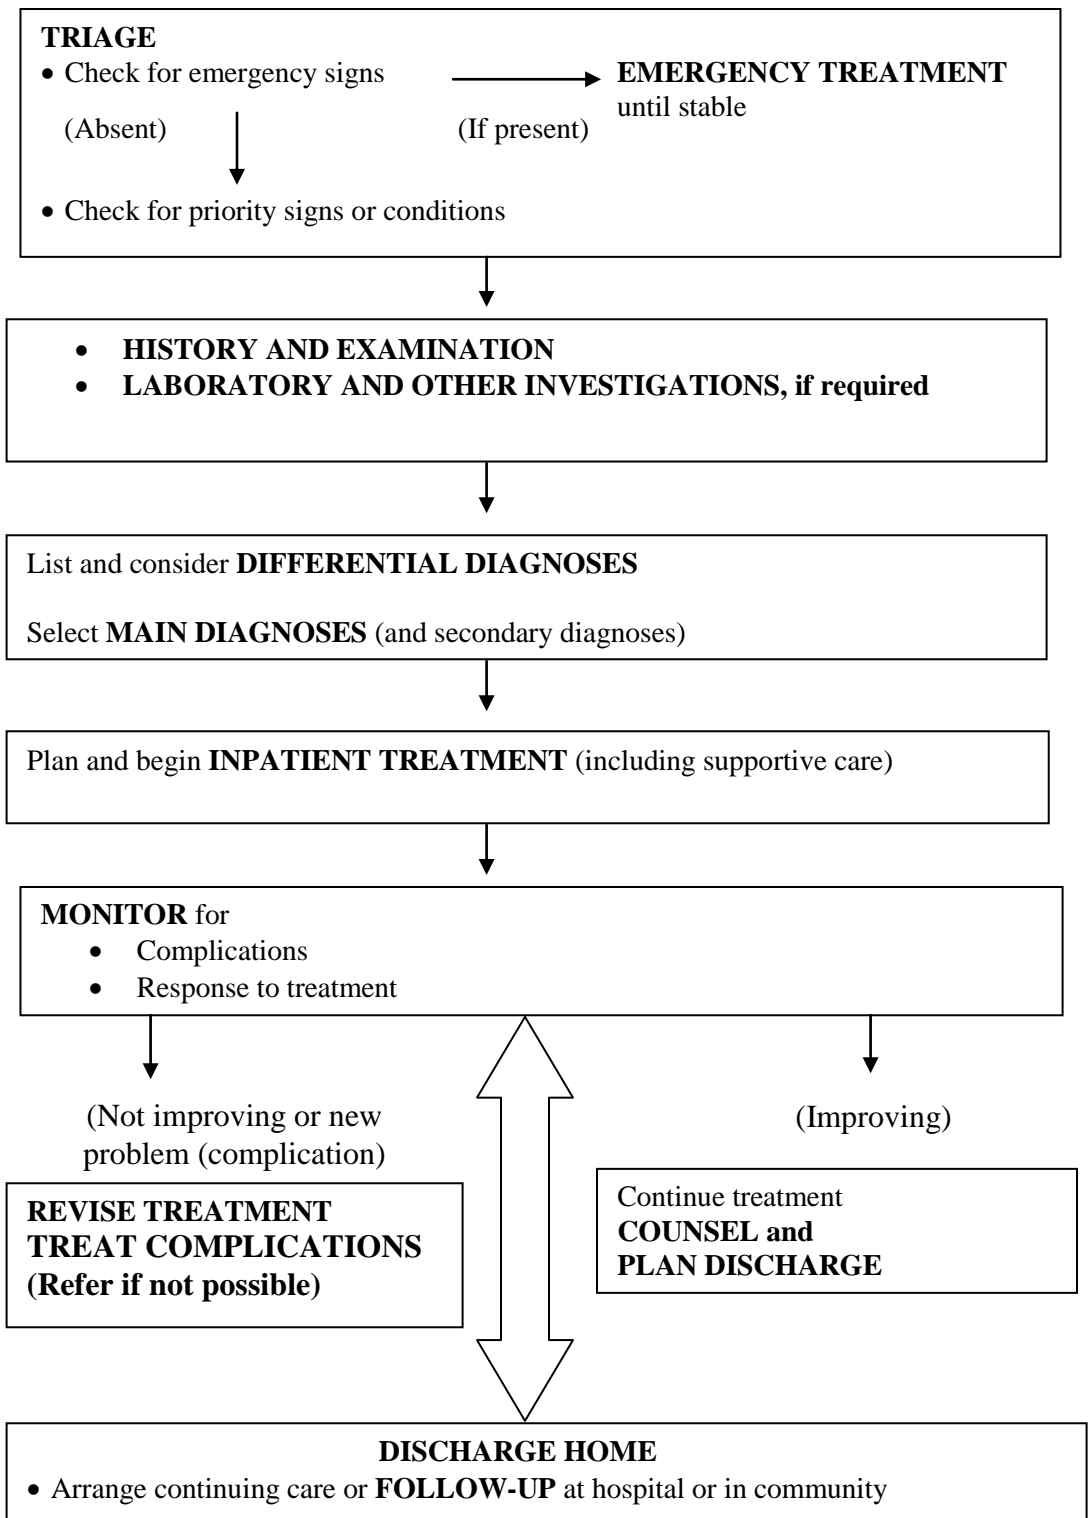 TRIAGE
• Check for emergency signs
EMERGENCY TREATMENT
until stable
(Absent)
(If present)
• Check for priority signs or conditions
• HISTORY AND EXAMINATION
• LABORATORY AND OTHER INVESTIGATIONS, if required
List and consider DIFFERENTIAL DIAGNOSES
Select MAIN DIAGNOSES (and secondary diagnoses)
Plan and begin INPATIENT TREATMENT (including supportive care)
MONITOR for
• Complications
• Response to treatment
(Not improving or new
problem (complication)
(Improving)
REVISE TREATMENT
TREAT COMPLICATIONS
(Refer if not possible)
Continue treatment
COUNSEL and
PLAN DISCHARGE
DISCHARGE HOME
• Arrange continuing care or FOLLOW-UP at hospital or in community